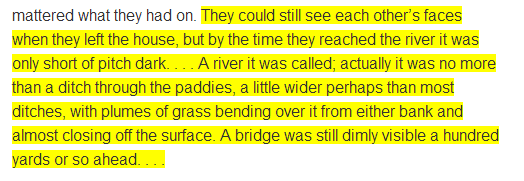 mattered what they had on. They could still see each other’s faces
when they left the house, but by the time they reached the river it was
only short of pitch dark. . . . A river it was called; actually it was no more
than a ditch through the paddies, a little wider perhaps than most
ditches, with plumes of grass bending over it from either bank and
almost closing off the surface. A bridge was still dimly visible a hundred
yards or so ahead. . . .